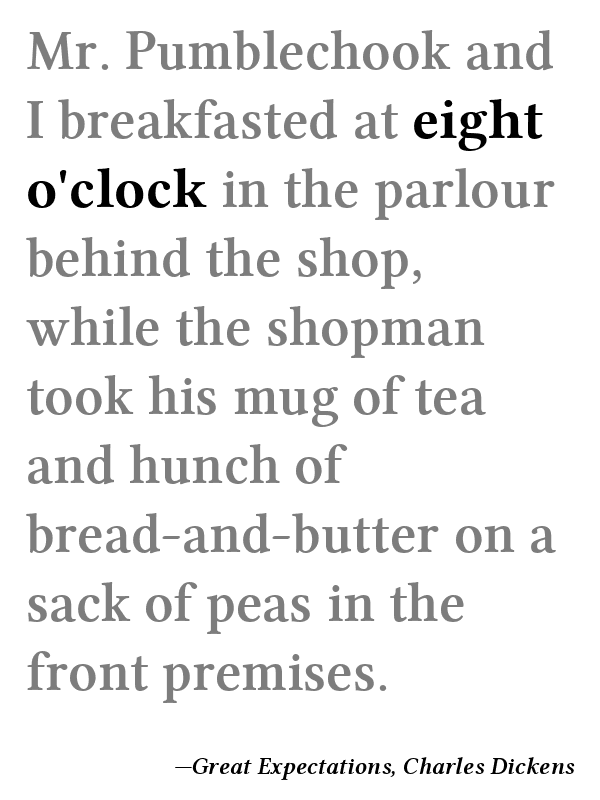 Mr. Pumblechook and
I breakfasted at eight
o'clock in the parlour
behind the shop,
while the shopman
took his mug of tea
and hunch of
bread-and-butter on a
sack of peas in the
front premises.
—Great Expectations, Charles Dickens